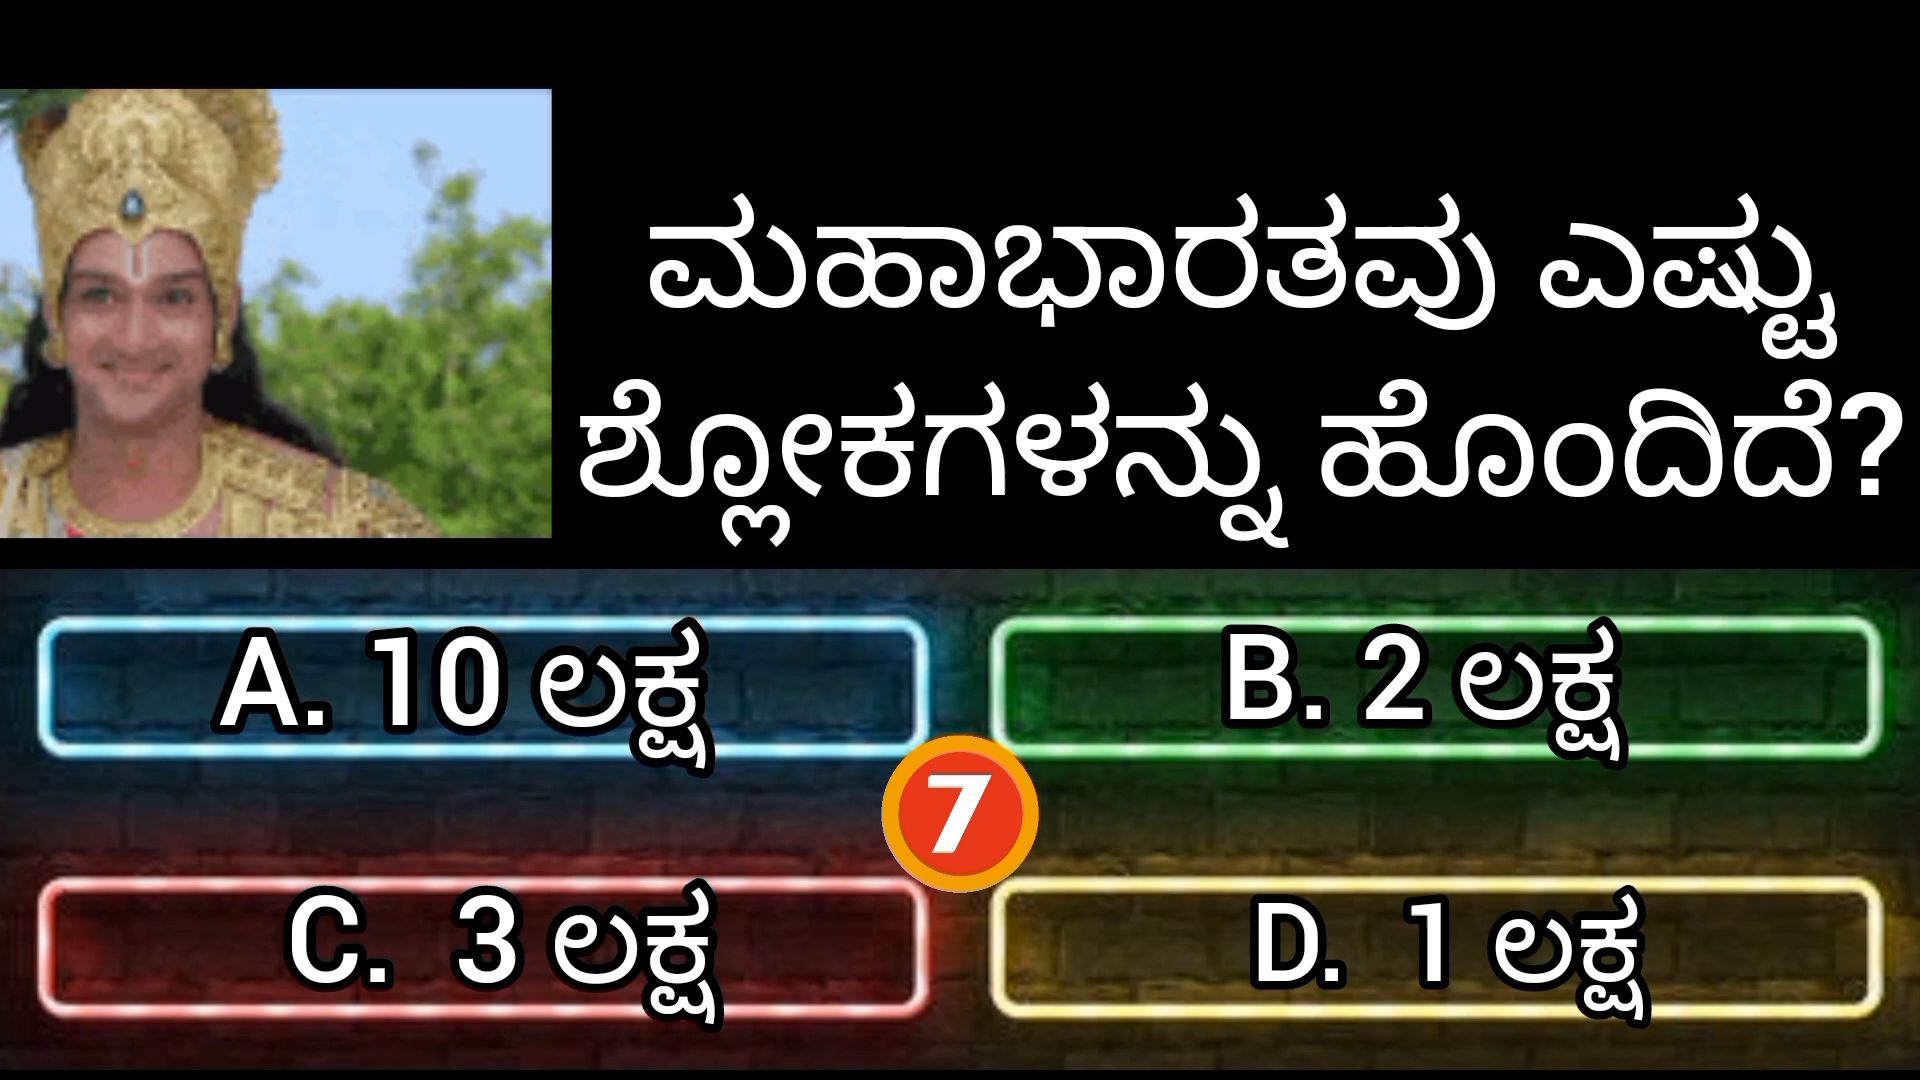 ಮಹಾಭಾರತವು ಎಷ್ಟು
ಶ್ಲೋಕಗಳನ್ನು ಹೊಂದಿದೆ?
A. 10 ಲಕ್ಷ
B. 2 ಲಕ್ಷ
7
C. 3 ಲಕ್ಷ
D. 1 ಲಕ್ಷ